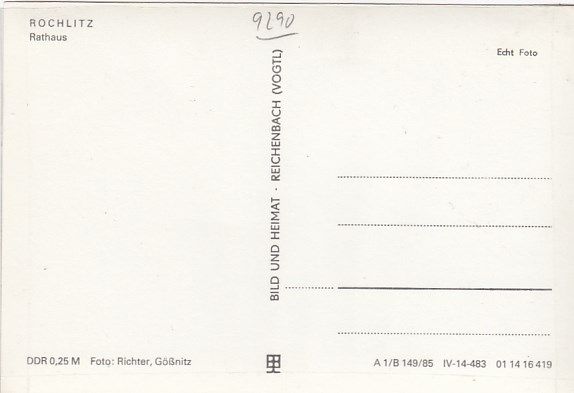 ROCHLITZ
Rathaus
9290
Echt Foto
BILD UND HEIMAT · REICHENBACH (VOGTL)
DDR 0,25 M Foto: Richter, Gößnitz
A 1/B 149/85 IV-14-483 01 14 16 419